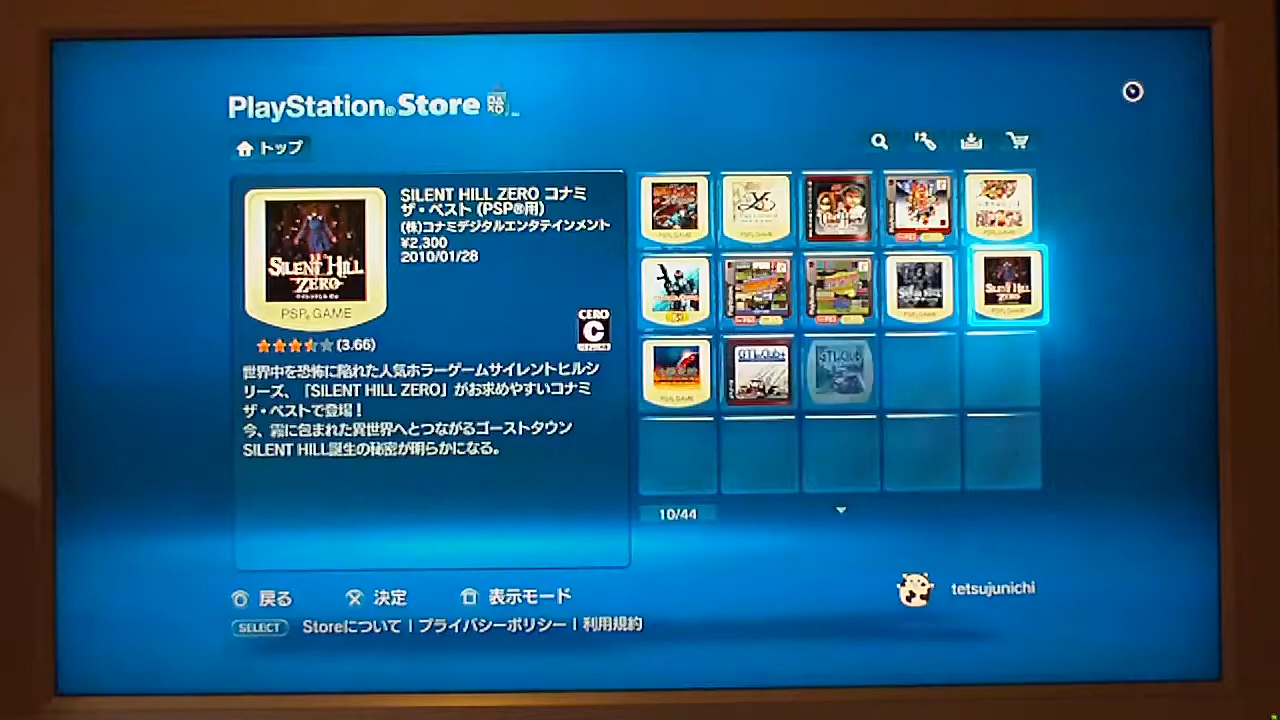 PlayStation®Store
トップ
SILENT HILL ZERO コナミ
ザ・ベスト (PSP®用)
(株)コナミデジタルエンタテインメント
¥2,300
2010/01/28
SILENT HILL
ZERO
PSP® GAME
CERO
C
(3.66)
世界中を恐怖に陥れた人気ホラーゲームサイレントヒルシ
リーズ、「SILENT HILL ZERO」がお求めやすいコナミ
ザ・ベストで登場！
今、霧に包まれた異世界へとつながるゴーストタウン
SILENT HILL誕生の秘密が明らかになる。
10/44
戻る
決定
表示モード
tetsujunichi
SELECT
Storeについて | プライバシーポリシー | 利用規約